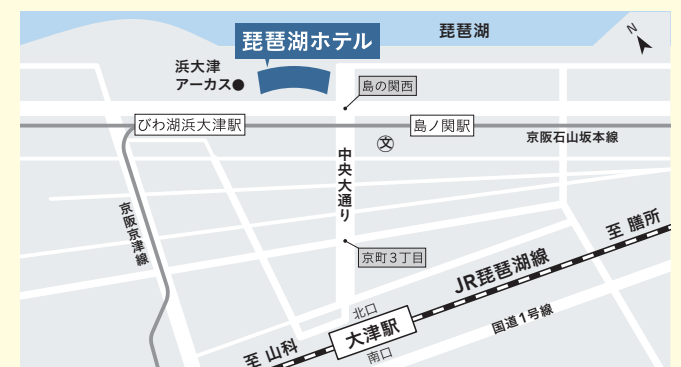 琵琶湖
N
琵琶湖ホテル
浜大津
アーカス
島の関西
びわ湖浜大津駅
島ノ関駅
京阪石山坂本線
文
中央大通り
京阪京津線
至 膳所
京町3丁目
JR琵琶湖線
北口
大津駅
国道1号線
至 山科
南口